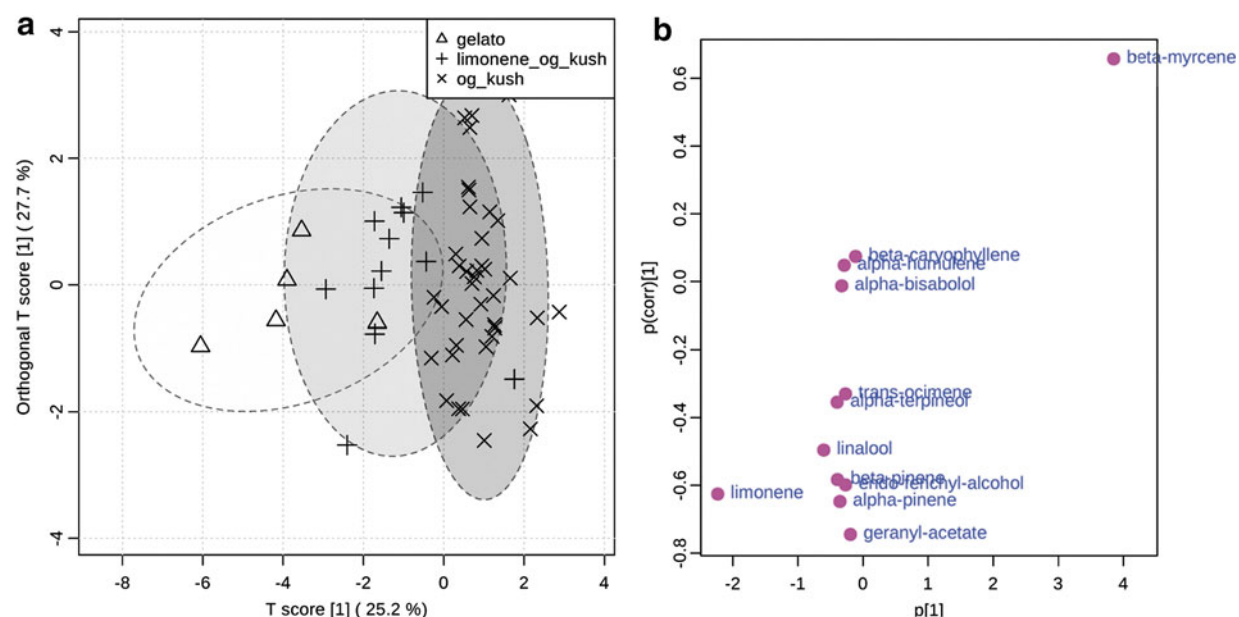 a
4
2
0
-2
-4
Orthogonal T score [1] ( 27.7 %)
gelato
limonene_og_kush
og_kush
-8 -6 -4 -2 0 2 4
T score [1] ( 25.2 %)
b
0.6
0.4
0.2
0.0
-0.2
-0.4
-0.6
-0.8
p(corr)[1]
beta-myrcene
beta-caryophyllene
alpha-humulene
alpha-bisabolol
trans-ocimene
alpha-terpineol
linalool
beta-pinene
endo-fenchyl-alcohol
limonene
alpha-pinene
geranyl-acetate
-2 -1 0 1 2 3 4
p[1]